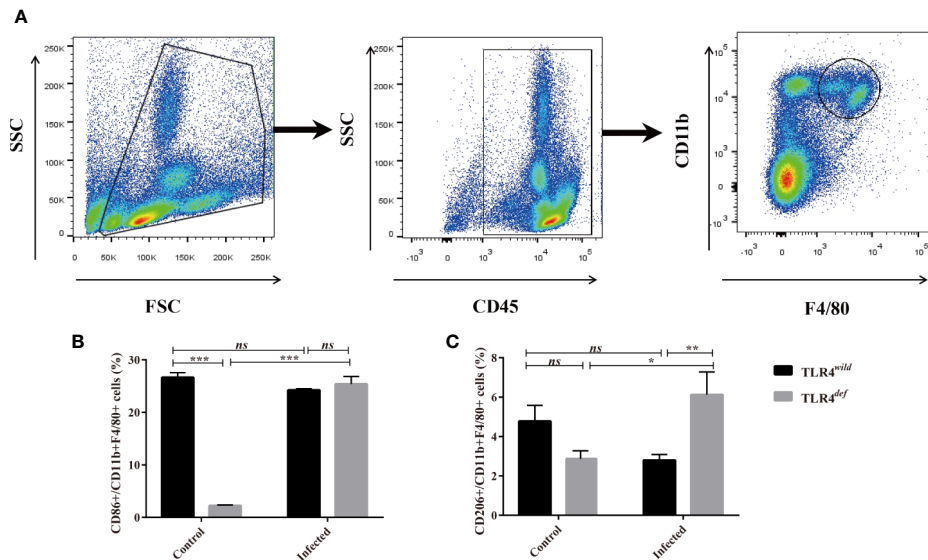 A
SSC
250K
200K
150K
100K
50K
0
0 50K 100K 150K 200K 250K
FSC
SSC
250K
200K
150K
100K
50K
0
-10³ 0 10³ 10⁴ 10⁵
CD45
CD11b
10⁵
10⁴
10³
0
-10³
-10³ 0 10³ 10⁴ 10⁵
F4/80
B
CD86+/CD11b+F4/80+ cells (%)
30
20
10
0
ns
ns
***
***
Control
Infected
C
CD206+/CD11b+F4/80+ cells (%)
8
6
4
2
0
ns
**
ns
*
Control
Infected
TLR4wild
TLR4def